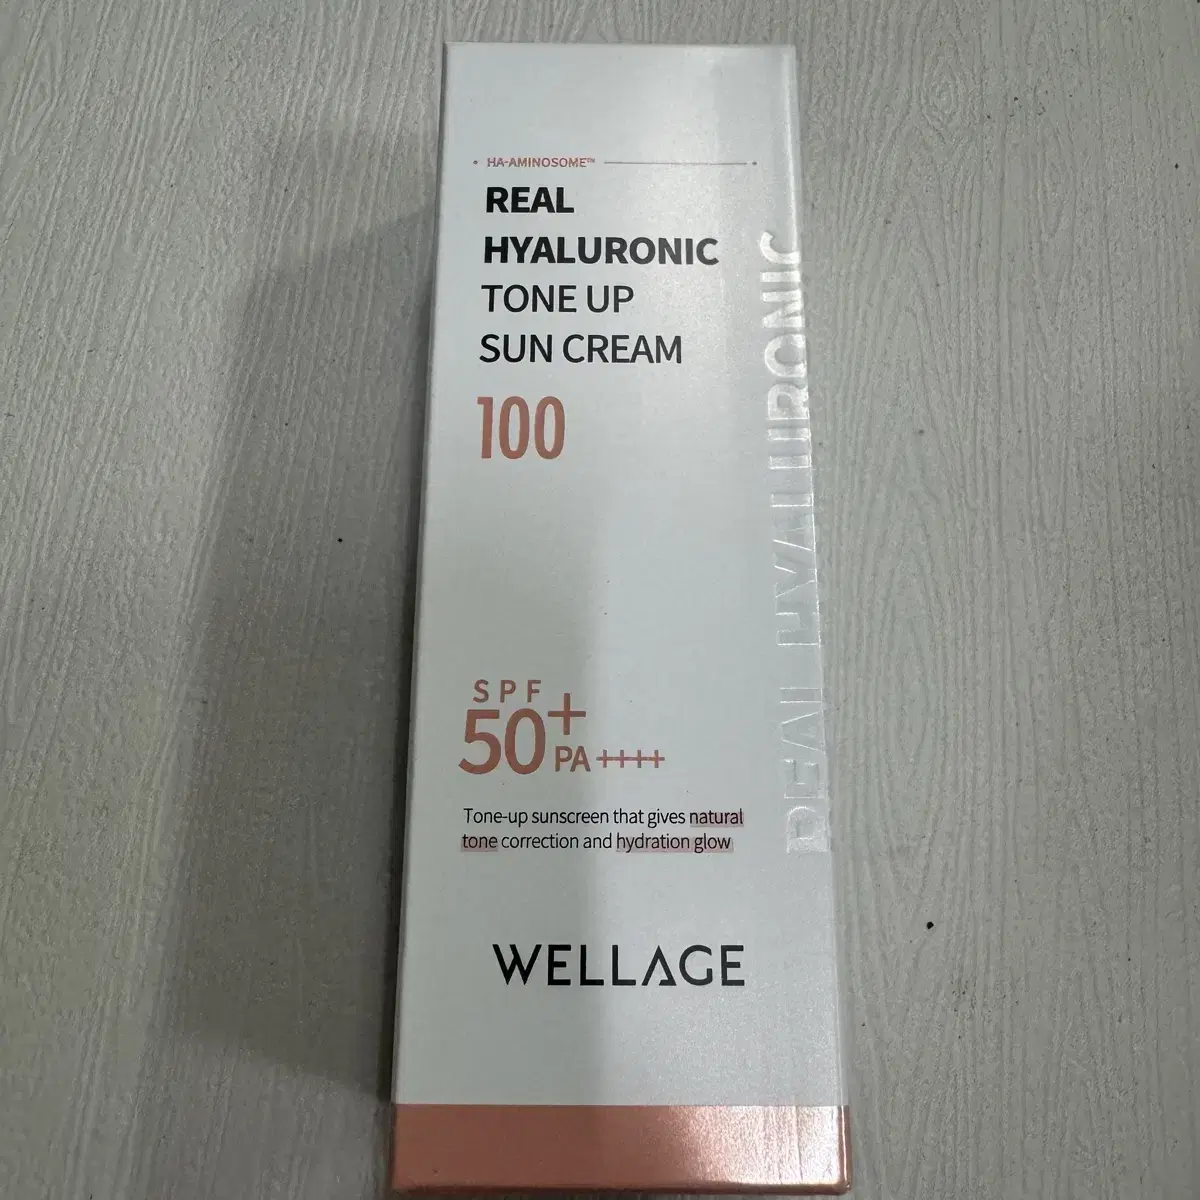 HA-AMINOSOME™
REAL
HYALURONIC
TONE UP
SUN CREAM
100
SPF
50+
PA++++
Tone-up sunscreen that gives natural
tone correction and hydration glow
WELLAGE
REAL HYALURONIC